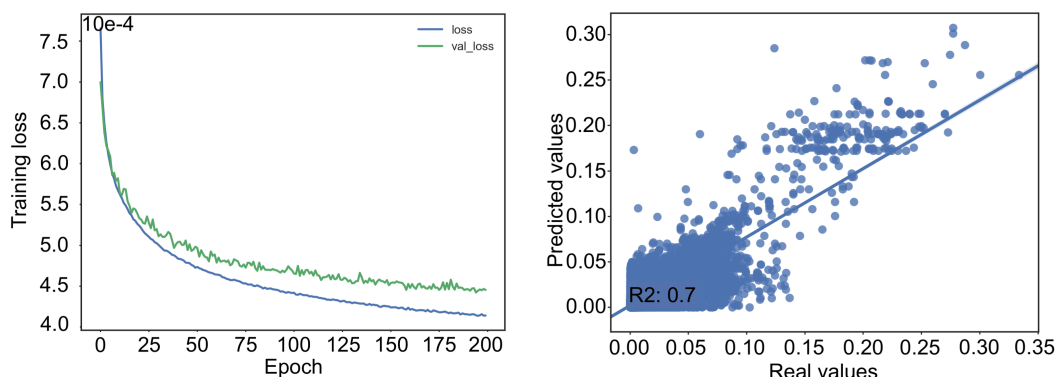 10e-4
7.5
7.0
6.5
6.0
5.5
5.0
4.5
4.0
Training loss
0 25 50 75 100 125 150 175 200
Epoch
loss
val_loss
0.30
0.25
0.20
0.15
0.10
0.05
0.00
Predicted values
R2: 0.7
0.00 0.05 0.10 0.15 0.20 0.25 0.30 0.35
Real values